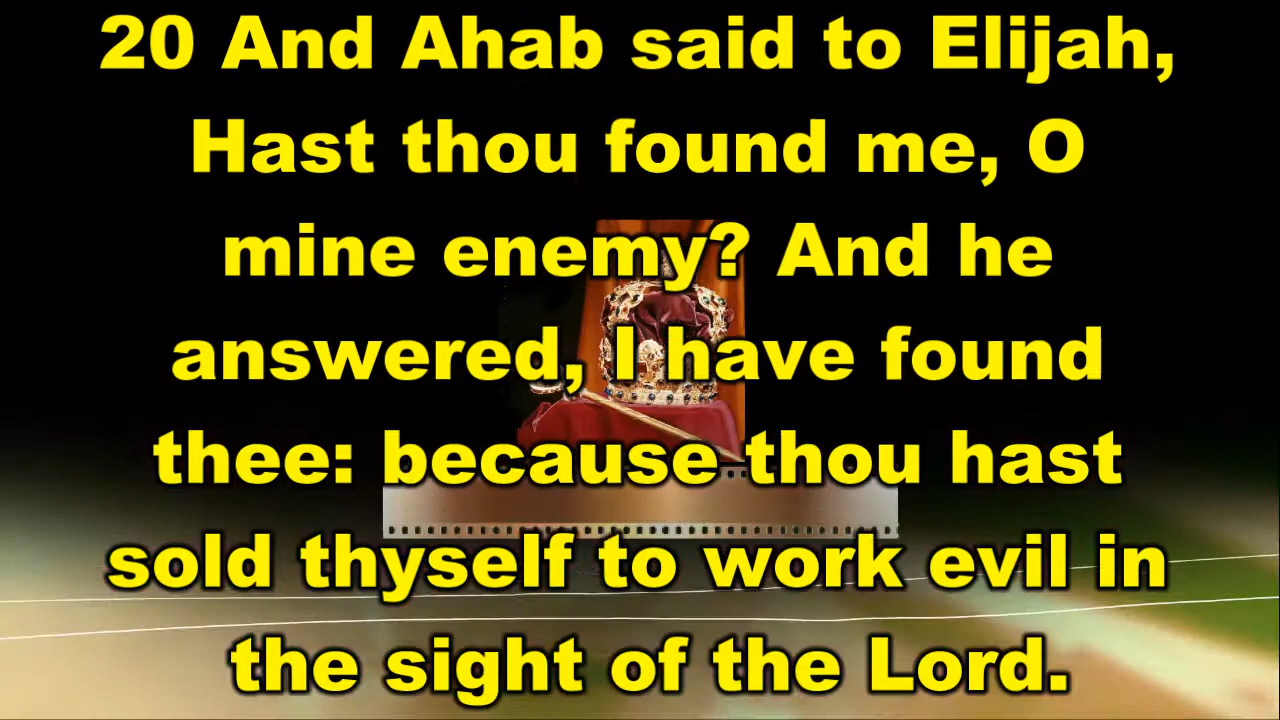 20 And Ahab said to Elijah,
Hast thou found me, O
mine enemy? And he
answered, I have found
thee: because thou hast
sold thyself to work evil in
the sight of the Lord.